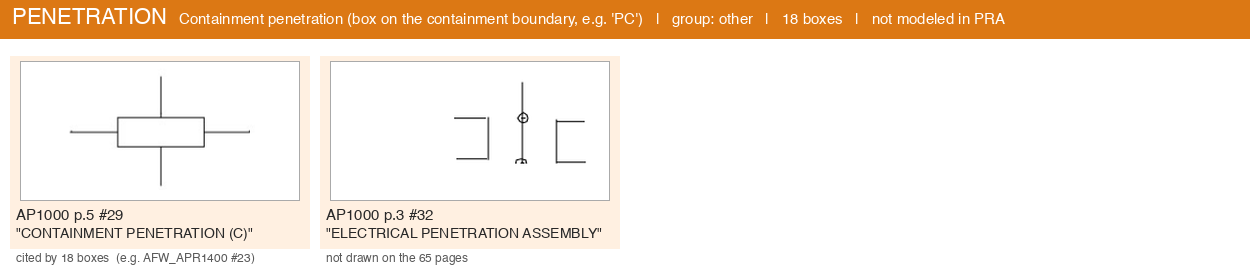 PENETRATION Containment penetration (box on the containment boundary, e.g. 'PC') | group: other | 18 boxes | not modeled in PRA
AP1000 p.5 #29
"CONTAINMENT PENETRATION (C)"
cited by 18 boxes (e.g. AFW_APR1400 #23)
AP1000 p.3 #32
"ELECTRICAL PENETRATION ASSEMBLY"
not drawn on the 65 pages